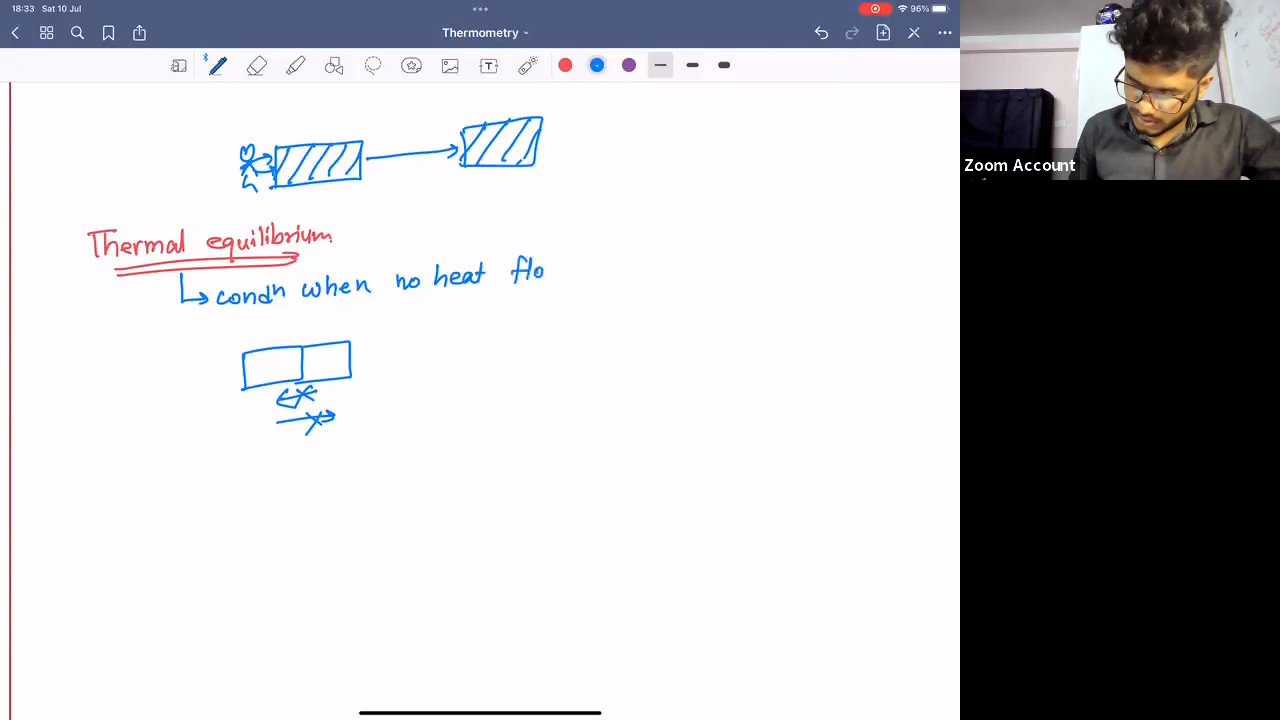 18:33 Sat 10 Jul
96%
Thermometry
T
Zoom Account
Thermal equilibrium
condn when no heat flo